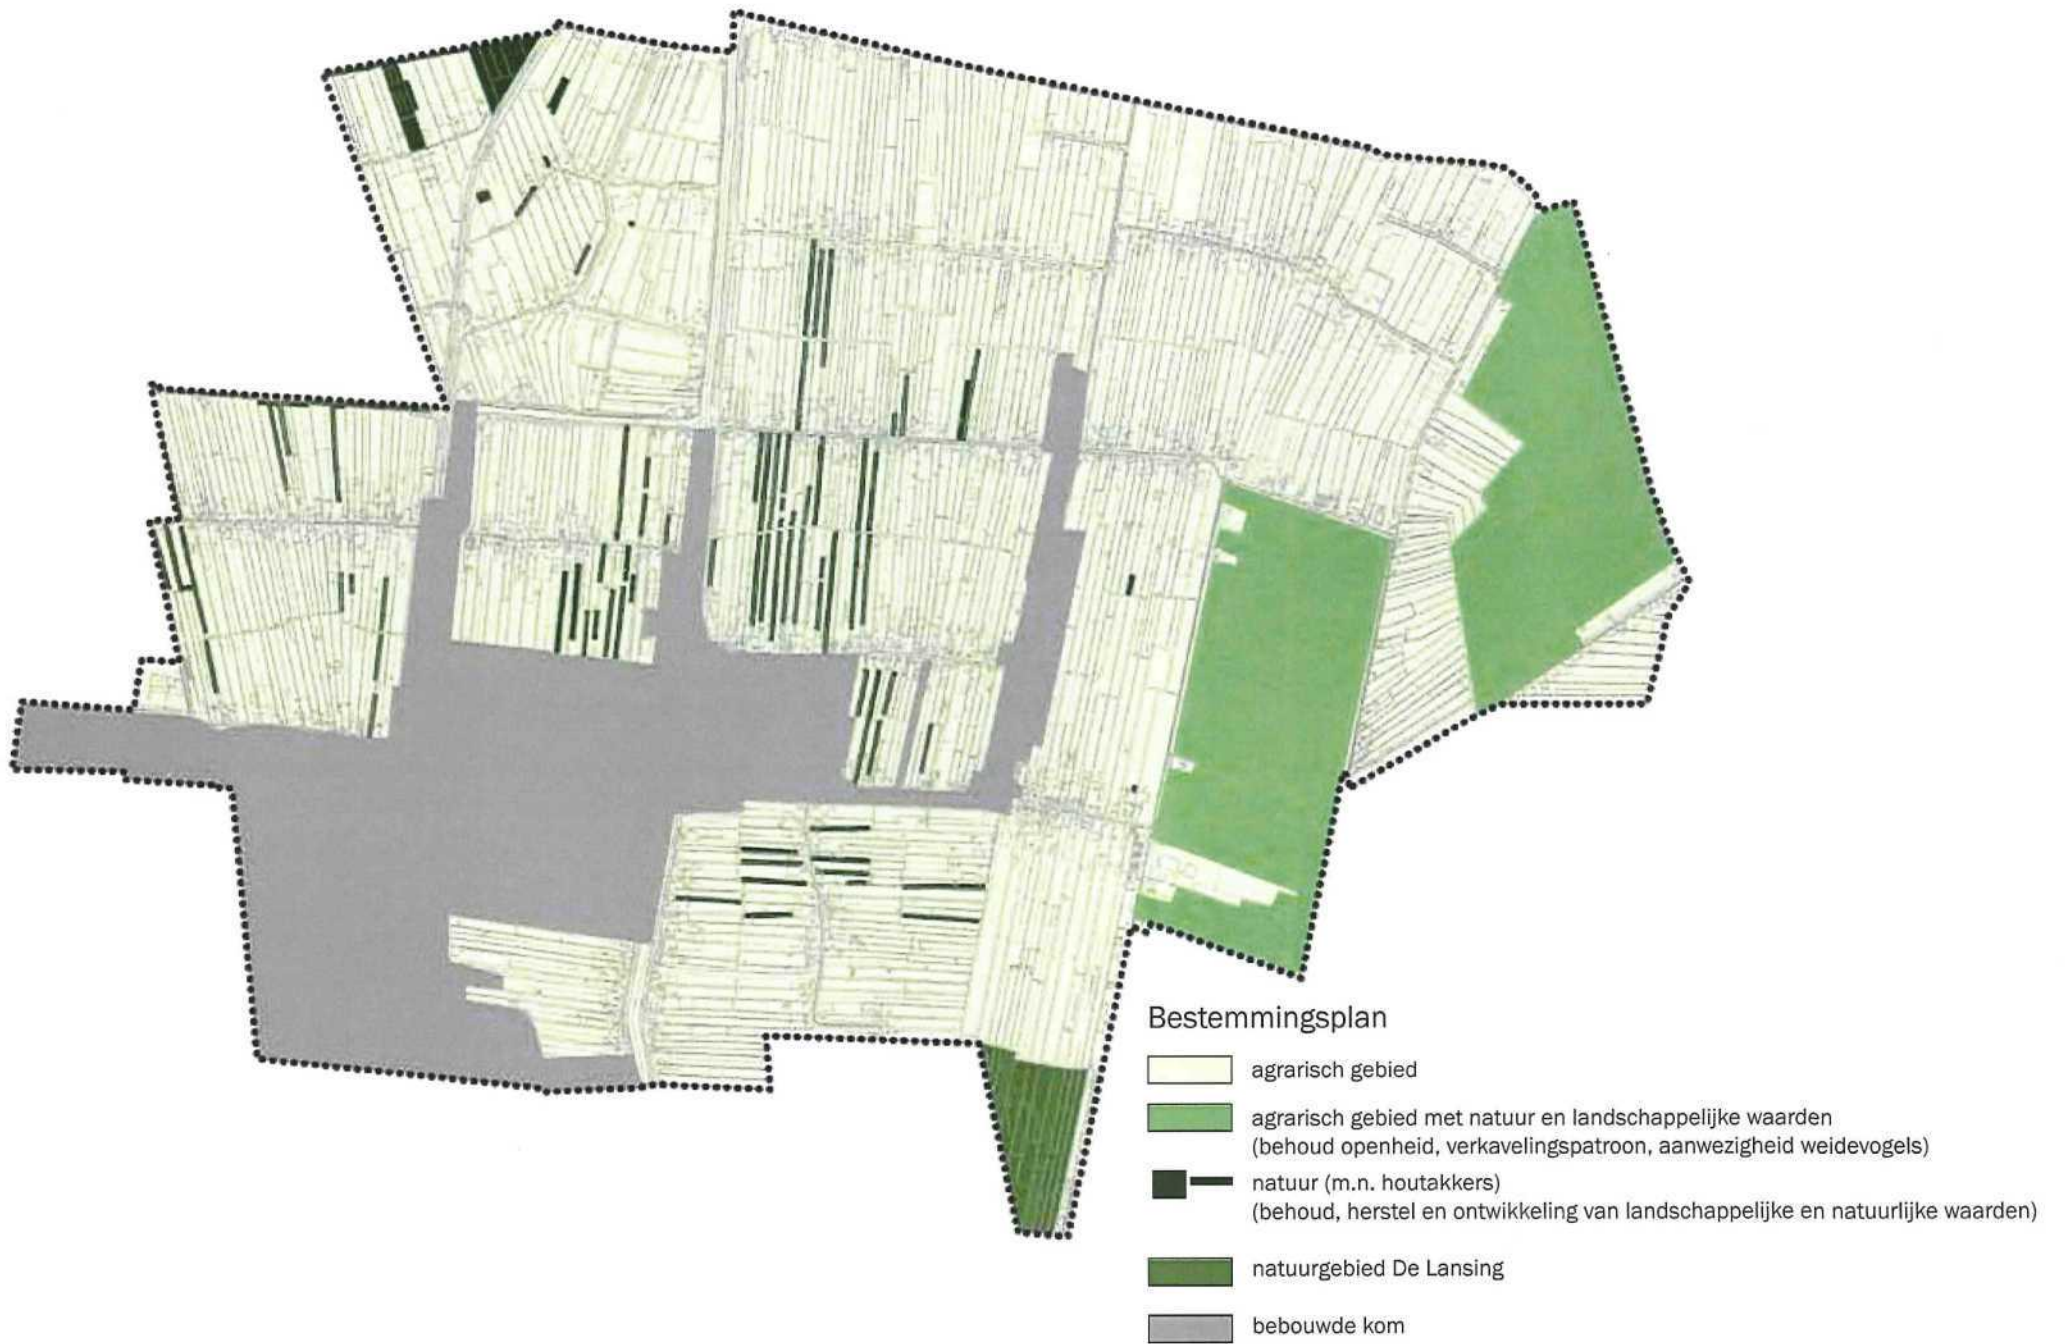 Bestemmingsplan
agrarisch gebied
agrarisch gebied met natuur en landschappelijke waarden
(behoud openheid, verkavelingspatroon, aanwezigheid weidevogels)
natuur (m.n. houtakkers)
(behoud, herstel en ontwikkeling van landschappelijke en natuurlijke waarden)
natuurgebied De Lansing
bebouwde kom